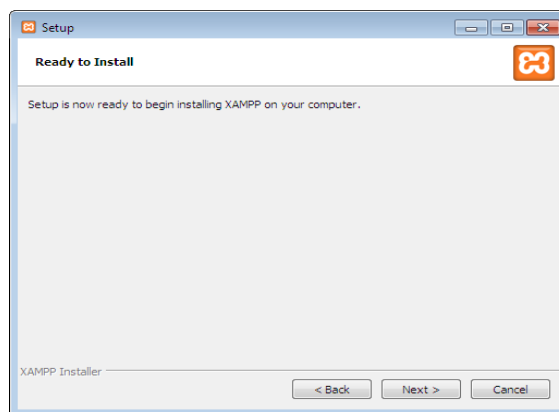 Setup
Ready to Install
Setup is now ready to begin installing XAMPP on your computer.
XAMPP Installer
< Back
Next >
Cancel